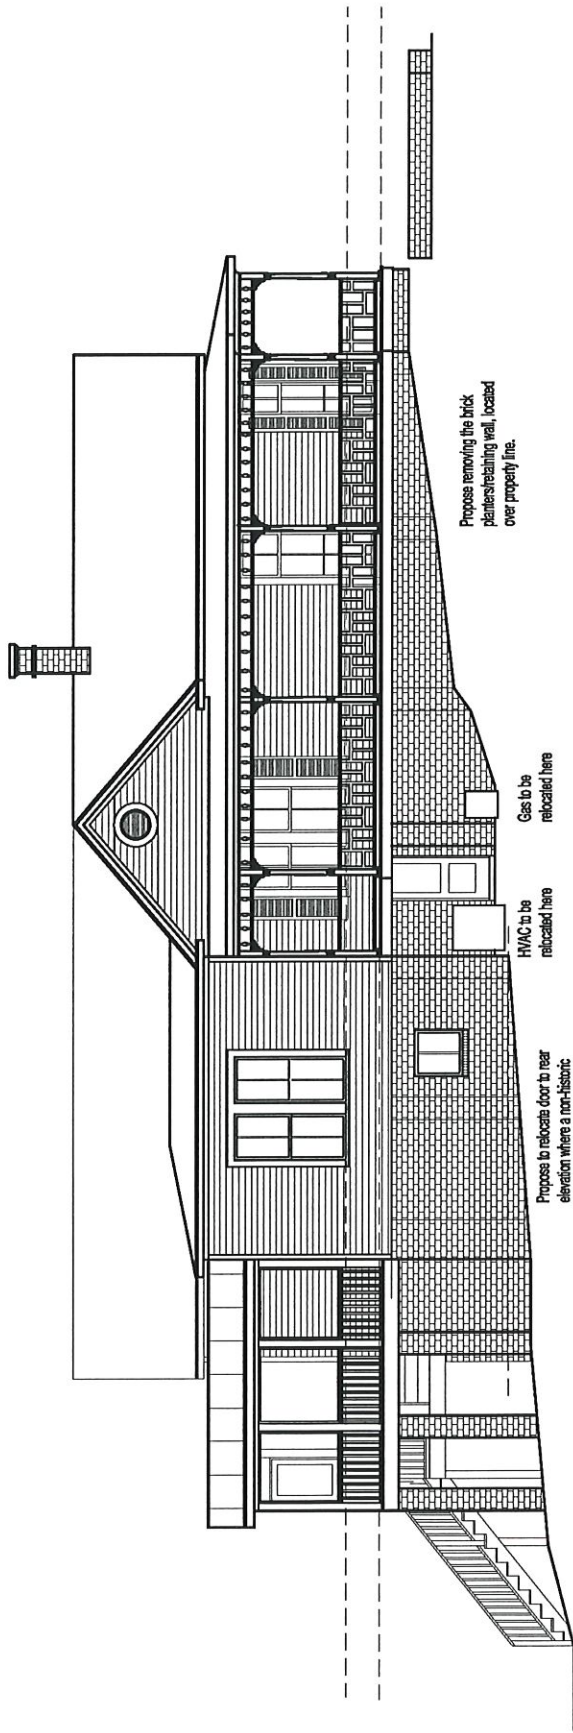 Propose to relocate door to rear
elevation where a non-historic
HVAC to be
relocated here
Gas to be
relocated here
Propose removing the brick
planters/retaining wall, located
over property line.